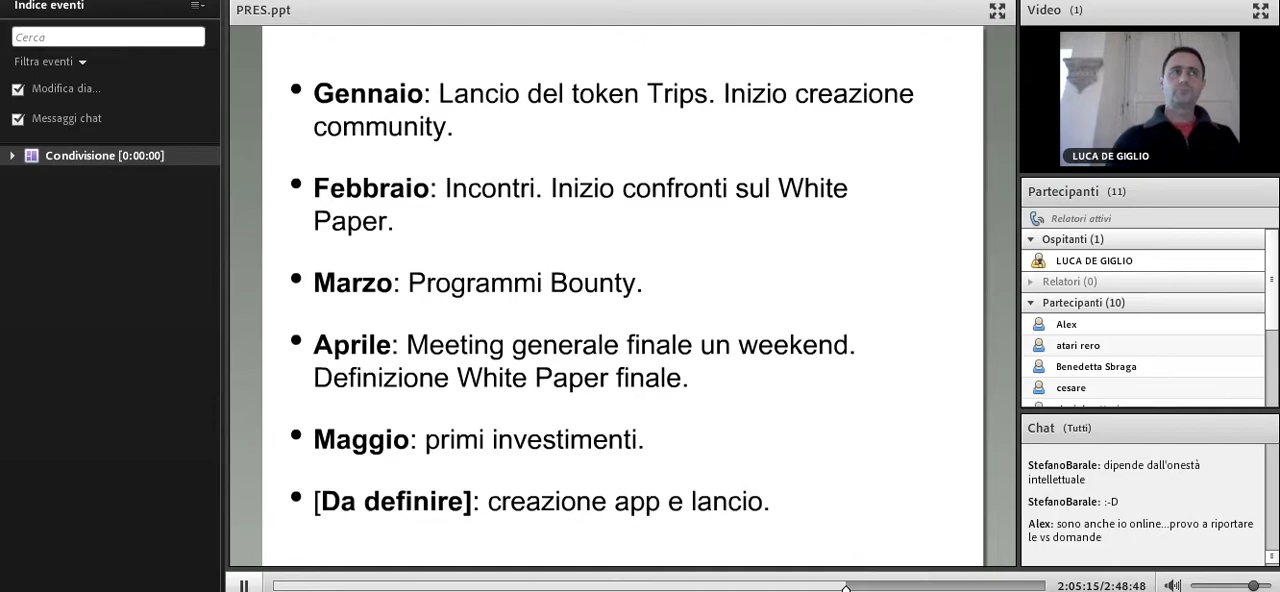 Indice eventi
Cerca
Filtra eventi
Modifica dia...
Messaggi chat
Condivisione [0:00:00]
PRES.ppt
• Gennaio: Lancio del token Trips. Inizio creazione
community.
• Febbraio: Incontri. Inizio confronti sul White
Paper.
• Marzo: Programmi Bounty.
• Aprile: Meeting generale finale un weekend.
Definizione White Paper finale.
• Maggio: primi investimenti.
• [Da definire]: creazione app e lancio.
2:05:15/2:48:48
Video (1)
LUCA DE GIGLIO
Partecipanti (11)
Relatori attivi
Ospitanti (1)
LUCA DE GIGLIO
Relatori (0)
Partecipanti (10)
Alex
atari rero
Benedetta Sbraga
cesare
Chat (Tutti)
StefanoBarale: dipende dall'onestà
intellettuale
StefanoBarale: :-D
Alex: sono anche io online...provo a riportare
le vs domande